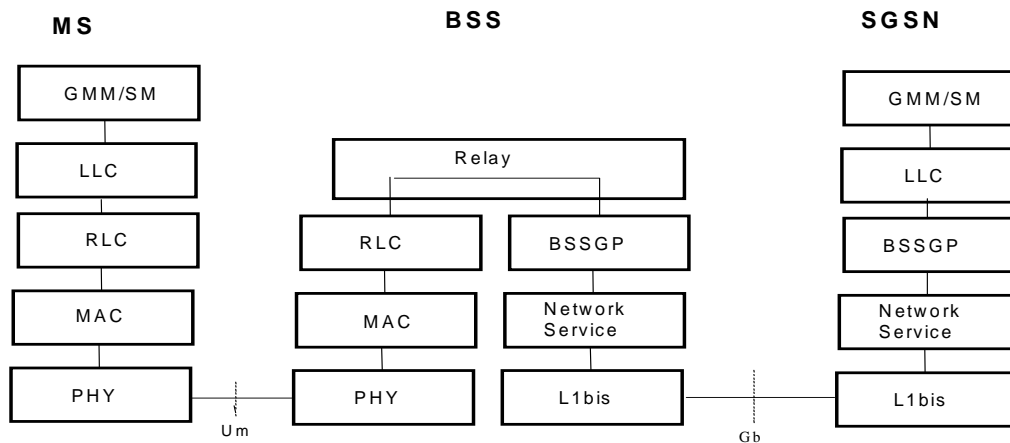 MS
BSS
SGSN
GMM/SM
GMM/SM
Relay
LLC
LLC
RLC
RLC
BSSGP
BSSGP
MAC
MAC
Network
Service
Network
Service
PHY
PHY
L1bis
L1bis
Um
Gb